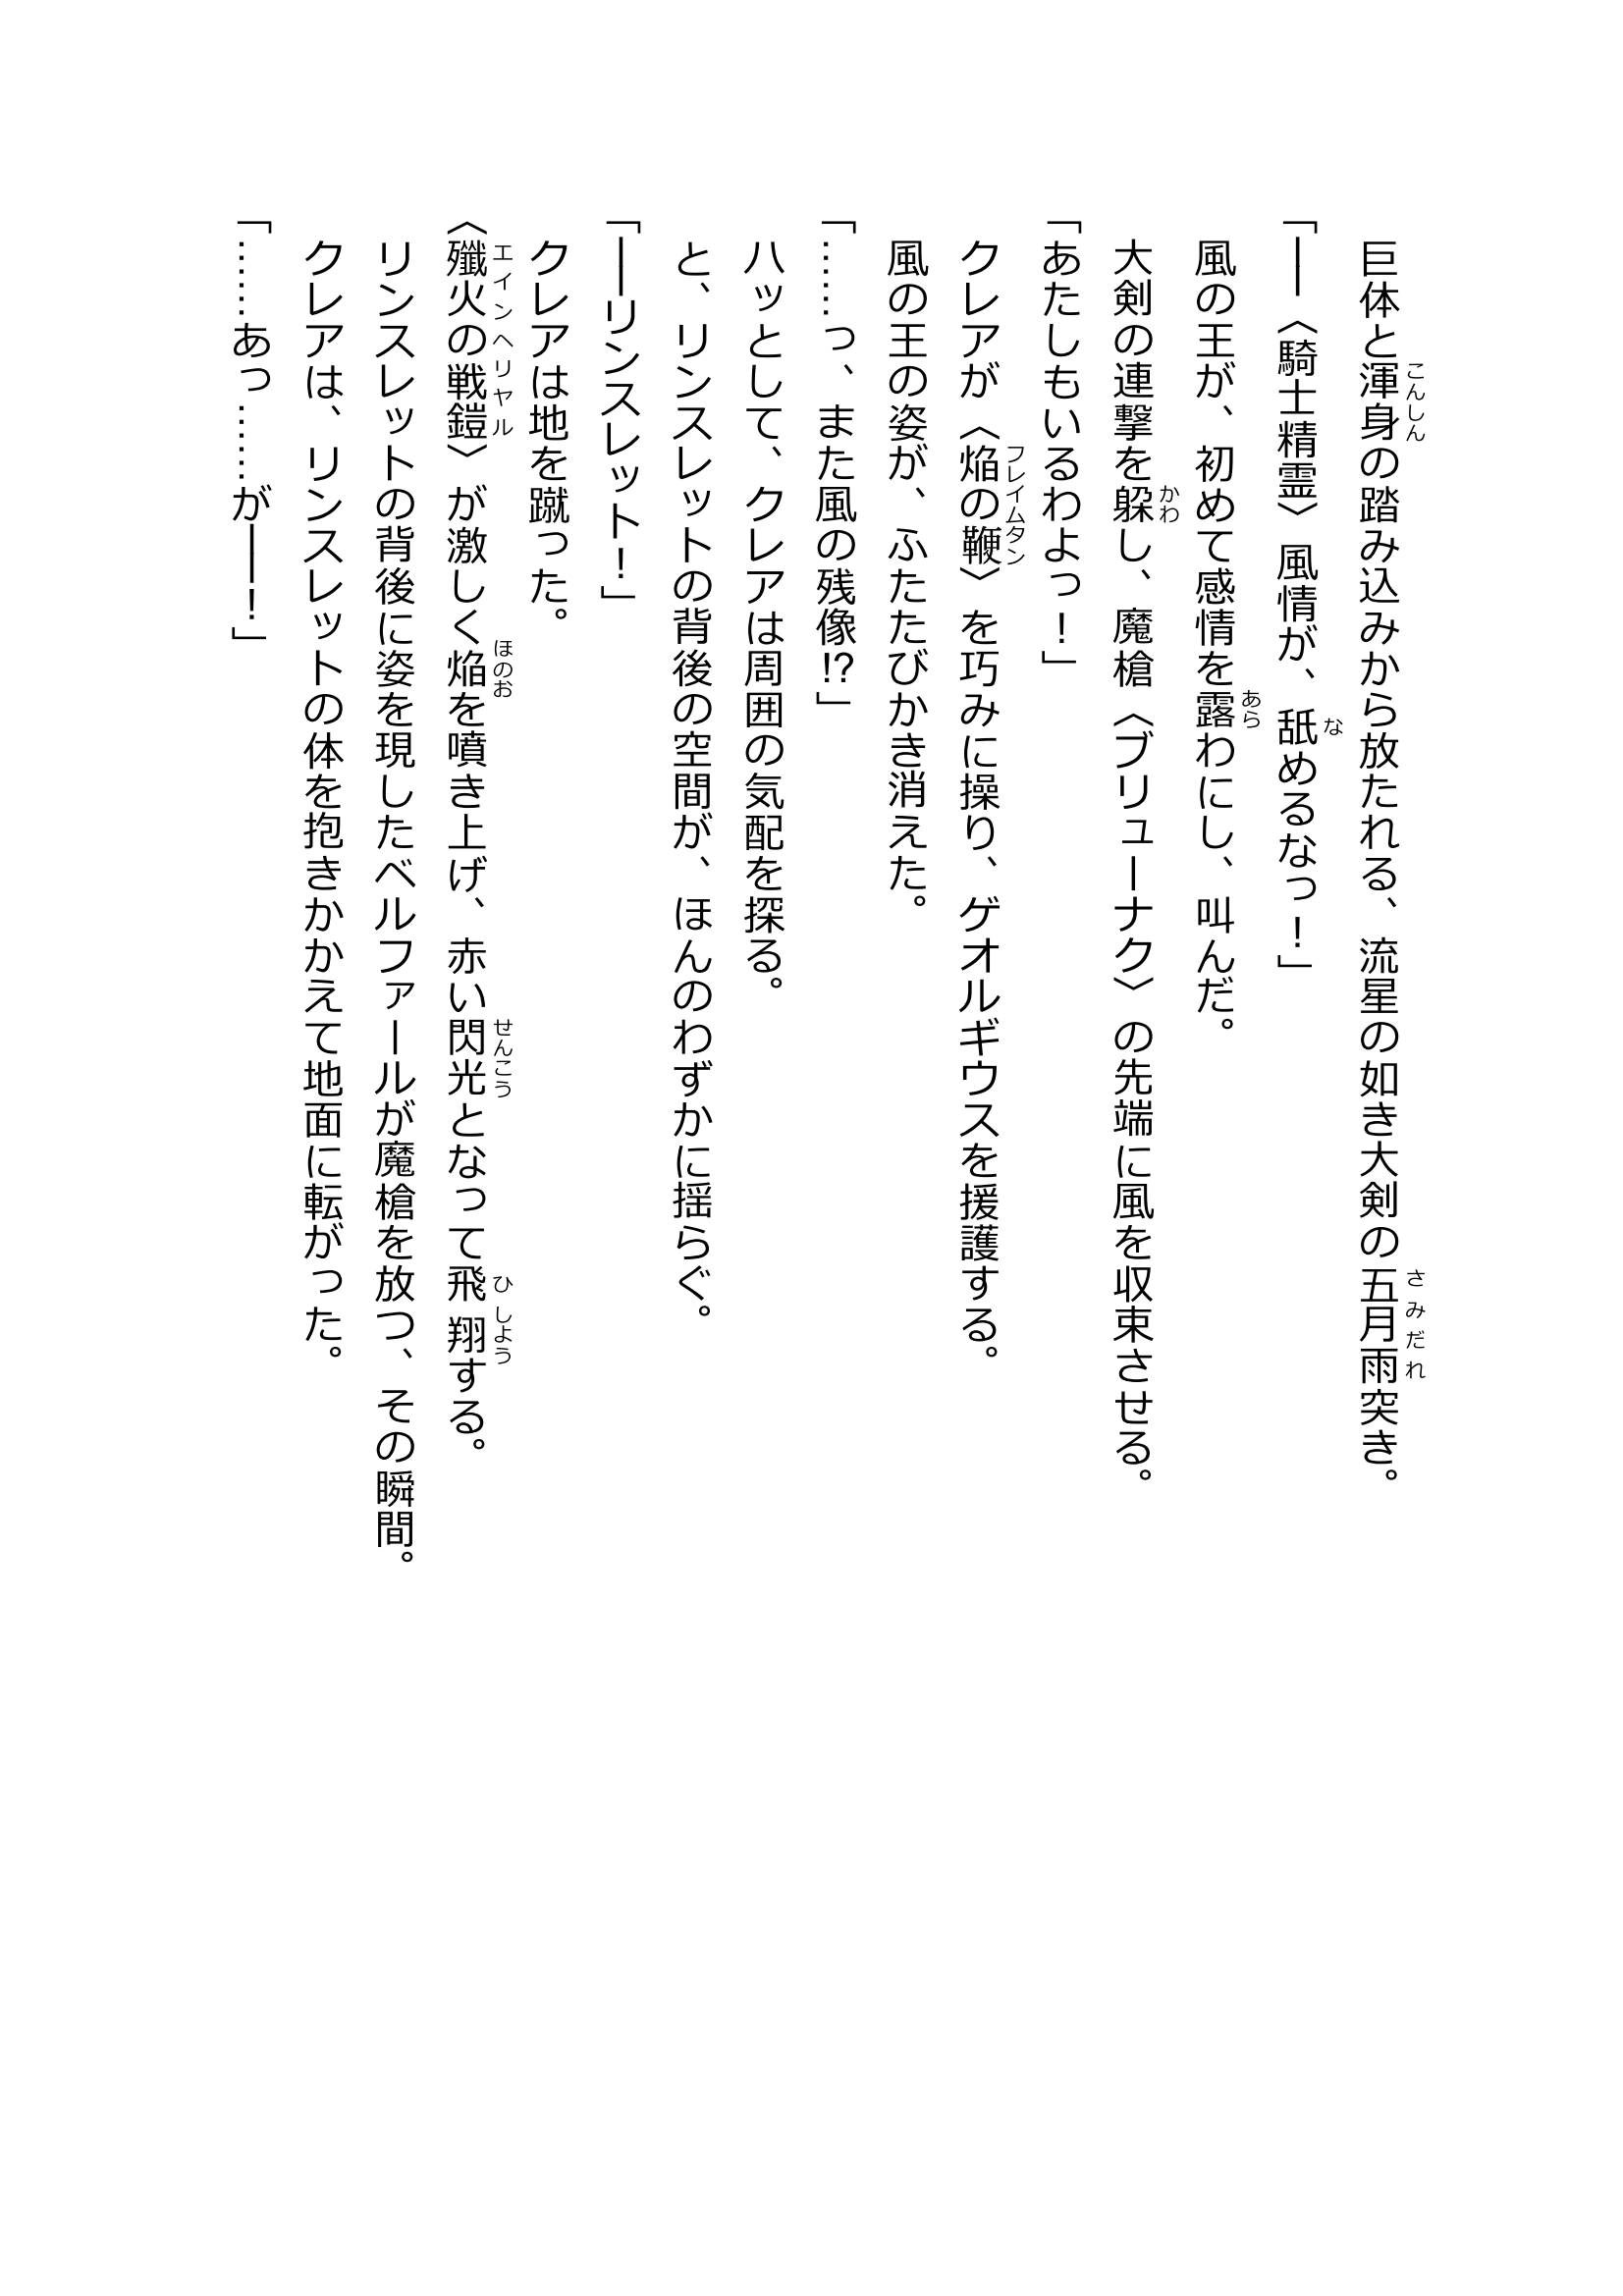 巨体と渾身の踏み込みから放たれる、流星の如き大剣の五月雨突き。
「――〈騎士精霊〉風情が、舐めるなっ！」
風の王が、初めて感情を露わにし、叫んだ。
大剣の連撃を躱し、魔槍〈ブリューナク〉の先端に風を収束させる。
「あたしもいるわよっ！」
クレアが〈焔の鞭〉を巧みに操り、ゲオルギウスを援護する。
風の王の姿が、ふたたびかき消えた。
「……っ、また風の残像!?」
ハッとして、クレアは周囲の気配を探る。
と、リンスレットの背後の空間が、ほんのわずかに揺らぐ。
「――リンスレット！」
クレアは地を蹴った。
〈殲火の戦鎧〉が激しく焔を噴き上げ、赤い閃光となって飛翔する。
リンスレットの背後に姿を現したベルファールが魔槍を放つ、その瞬間。
クレアは、リンスレットの体を抱きかかえて地面に転がった。
「……あっ……が――！」